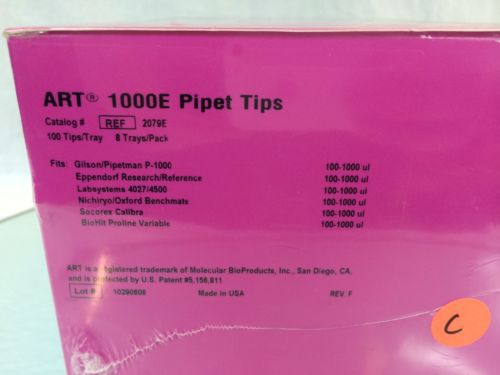 ART® 1000E Pipet Tips
Catalog # REF 2079E
100 Tips/Tray 8 Trays/Pack
Fits: Gilson/Pipetman P-1000 100-1000 ul
Eppendorf Research/Reference 100-1000 ul
Labsystems 4027/4500 100-1000 ul
Nichiryo/Oxford Benchmate 100-1000 ul
Socorex Calibra 100-1000 ul
BioHit Proline Variable 100-1000 ul
ART is a registered trademark of Molecular BioProducts, Inc., San Diego, CA,
and is protected by U.S. Patent #5,156,811
Lot # 10290606 Made in USA REV. F
C